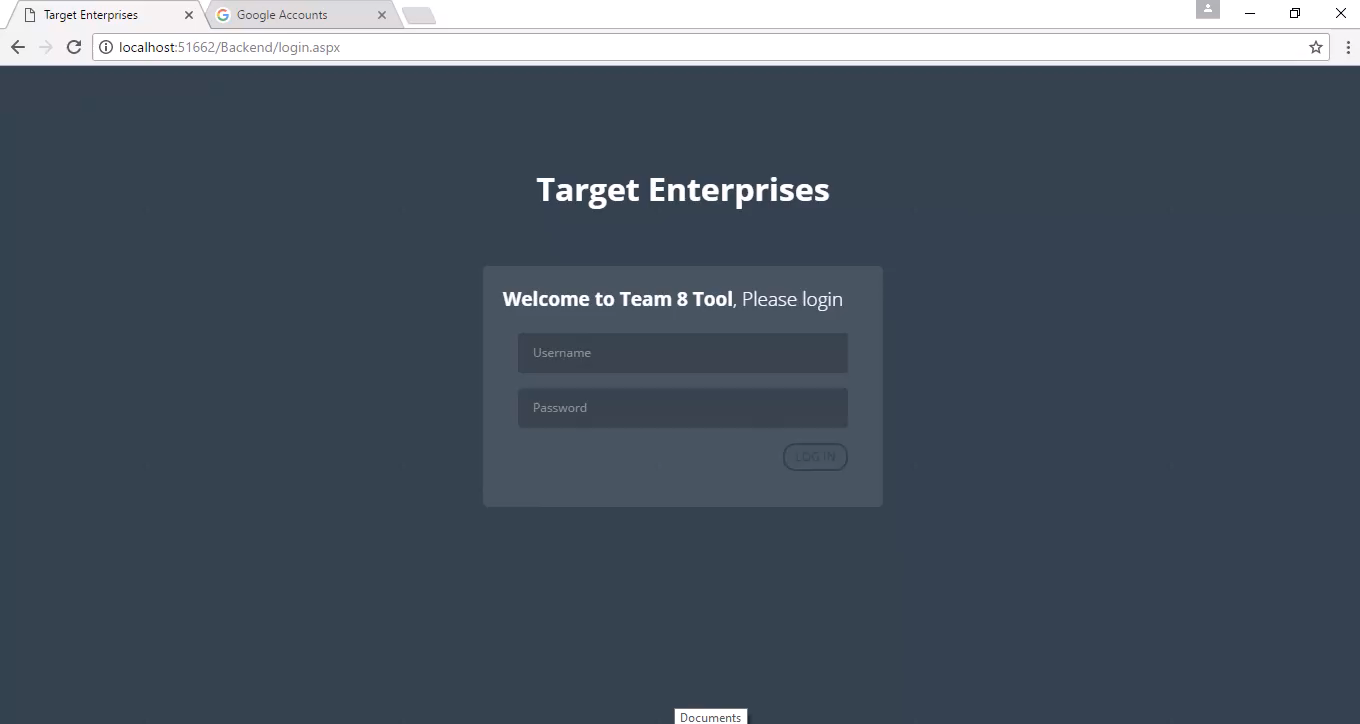 Target Enterprises
Google Accounts
localhost:51662/Backend/login.aspx
Target Enterprises
Welcome to Team 8 Tool, Please login
Username
Password
LOG IN
Documents